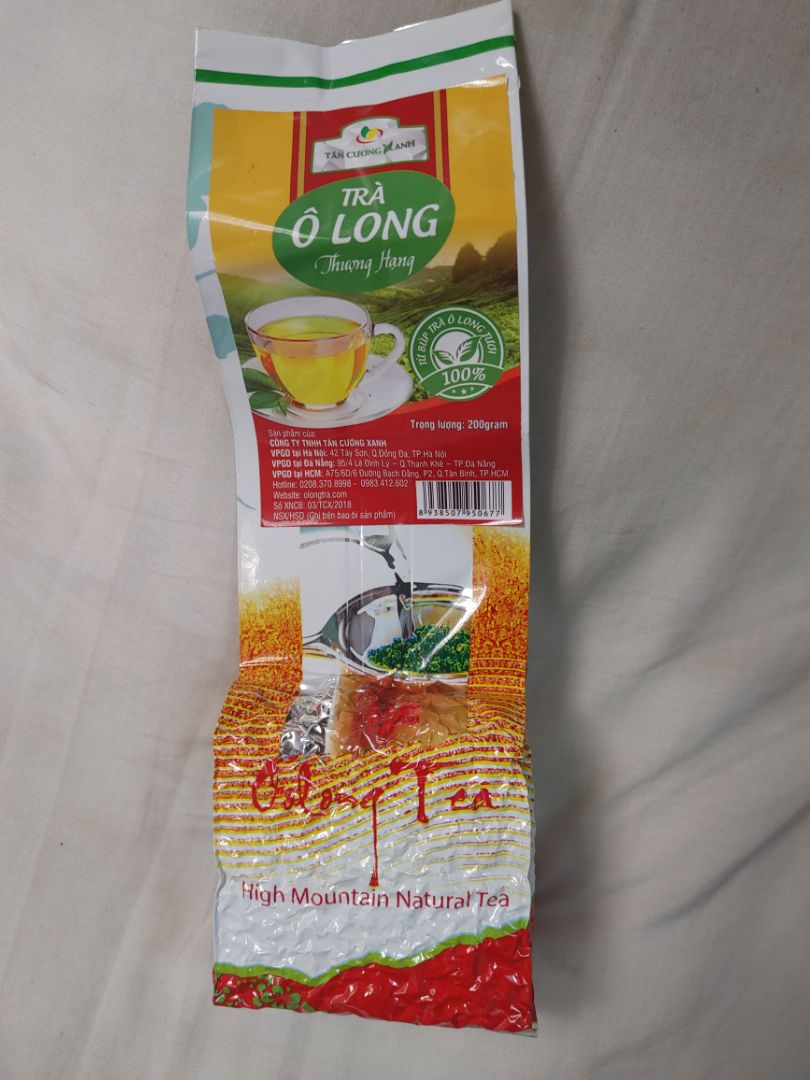 TÂN CƯƠNG XANH
TRÀ
Ô LONG
Thượng Hạng
TỪ BÚP TRÀ Ô LONG TƯƠI
100%
Trọng lượng: 200gram
Sản phẩm của:
CÔNG TY TNHH TÂN CƯƠNG XANH
VPGD tại Hà Nội: 42 Tây Sơn, Q.Đống Đa, TP.Hà Nội
VPGD tại Đà Nẵng: 95/4 Lê Đình Lý – Q.Thanh Khê – TP.Đà Nẵng
VPGD tại HCM: A75/6D/6 Đường Bạch Đằng, P2, Q.Tân Bình, TP.HCM
Hotline: 0208.370.8998 - 0983.412.602
Website: olongtra.com
Số XNCB: 03/TCX/2018
NSX/HSD (Ghi trên bao bì sản phẩm)
8 938507 950677
Oolong Tea
High Mountain Natural Tea